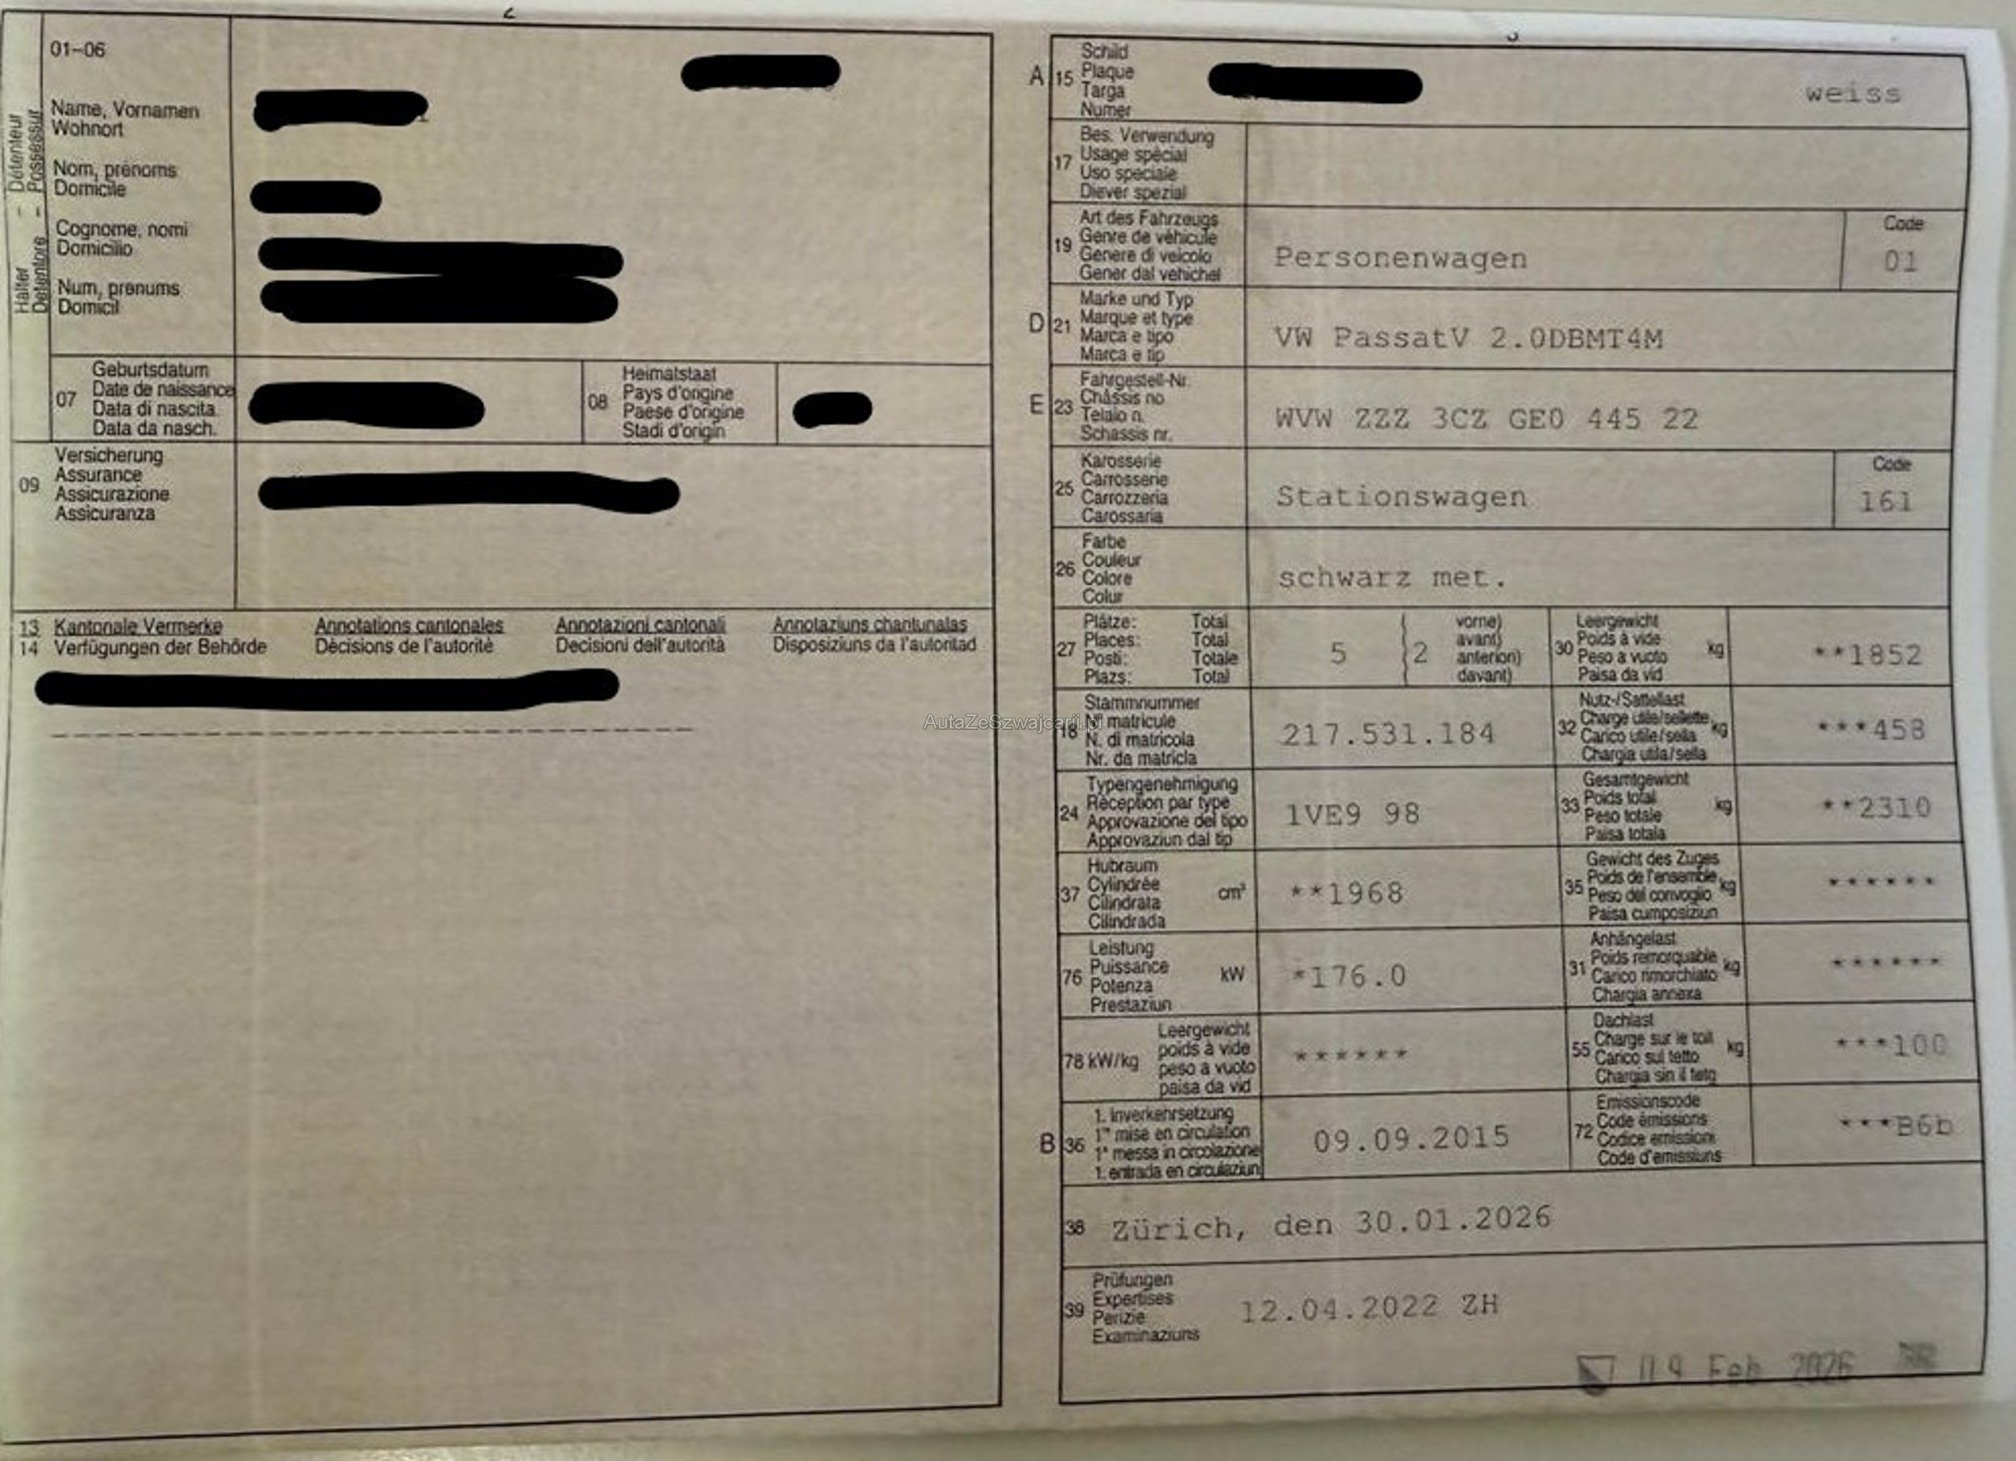 01–06
Halter – Détenteur
Detentore – Possessur
Name, Vornamen
Wohnort
Nom, prénoms
Domicile
Cognome, nomi
Domicilio
Num, prenums
Domicil
07
Geburtsdatum
Date de naissance
Data di nascita
Data da nasch.
08
Heimatstaat
Pays d'origine
Paese d'origine
Stadi d'origin
09
Versicherung
Assurance
Assicurazione
Assicuranza
13 Kantonale Vermerke Annotations cantonales Annotazioni cantonali Annotaziuns chantunalas
14 Verfügungen der Behörde Décisions de l'autorité Decisioni dell'autorità Disposiziuns da l'autoritad
A 15
Schild
Plaque
Targa
Numer
weiss
17
Bes. Verwendung
Usage spécial
Uso speciale
Diever spezial
19
Art des Fahrzeugs
Genre de véhicule
Genere di veicolo
Gener dal vehichel
Personenwagen
Code
01
D 21
Marke und Typ
Marque et type
Marca e tipo
Marca e tip
VW PassatV 2.0DBMT4M
E 23
Fahrgestell-Nr.
Châssis no
Telaio n.
Schassis nr.
WVW ZZZ 3CZ GE0 445 22
25
Karosserie
Carrosserie
Carrozzeria
Carossaria
Stationswagen
Code
161
26
Farbe
Couleur
Colore
Colur
schwarz met.
27
Plätze: Total
Places: Total
Posti: Totale
Plazs: Total
5 2
vorne)
avant)
anteriori)
davant)
30
Leergewicht
Poids à vide
Peso a vuoto
Paisa da vid
kg
**1852
18
Stammnummer
N° matricule
N. di matricola
Nr. da matricla
217.531.184
32
Nutz-/Sattellast
Charge utile/sellette
Carico utile/sella
Chargia utila/sella
kg
***458
24
Typengenehmigung
Réception par type
Approvazione del tipo
Approvaziun dal tip
1VE9 98
33
Gesamtgewicht
Poids total
Peso totale
Paisa totala
kg
**2310
37
Hubraum
Cylindrée
Cilindrata
Cilindrada
cm³
**1968
35
Gewicht des Zuges
Poids de l'ensemble
Peso del convoglio
Paisa cumposiziun
kg
******
76
Leistung
Puissance
Potenza
Prestaziun
kW
*176.0
31
Anhängelast
Poids remorquable
Carico rimorchiato
Chargia annexa
kg
******
78 kW/kg
Leergewicht
poids à vide
peso a vuoto
paisa da vid
******
55
Dachlast
Charge sur le toit
Carico sul tetto
Chargia sin il tetg
kg
***100
B 36
1. Inverkehrsetzung
1re mise en circulation
1a messa in circolazione
1. entrada en circulaziun
09.09.2015
72
Emissionscode
Code émissions
Codice emissioni
Code d'emissiuns
***B6b
38
Zürich, den 30.01.2026
39
Prüfungen
Expertises
Perizie
Examinaziuns
12.04.2022 ZH
09 Feb 2026
AutaZeSzwajcarii.pl